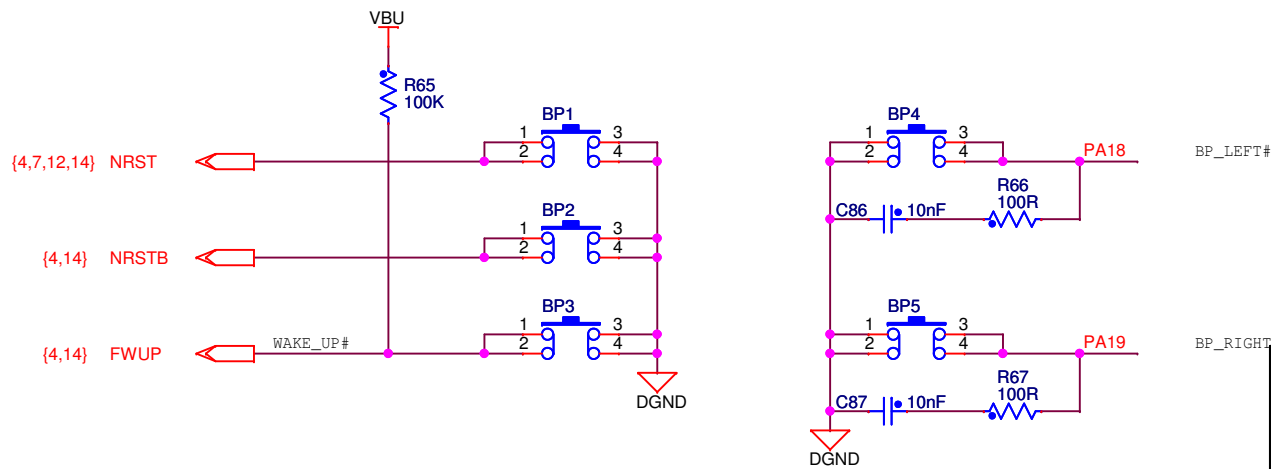 VBU
R65
100K
BP1
1 3
2 4
{4,7,12,14} NRST
BP2
1 3
2 4
{4,14} NRSTB
BP3
1 3
2 4
{4,14} FWUP WAKE_UP#
DGND
BP4
1 3
2 4
PA18 BP_LEFT#
R66
100R
C86 10nF
BP5
1 3
2 4
PA19 BP_RIGHT
R67
100R
C87 10nF
DGND